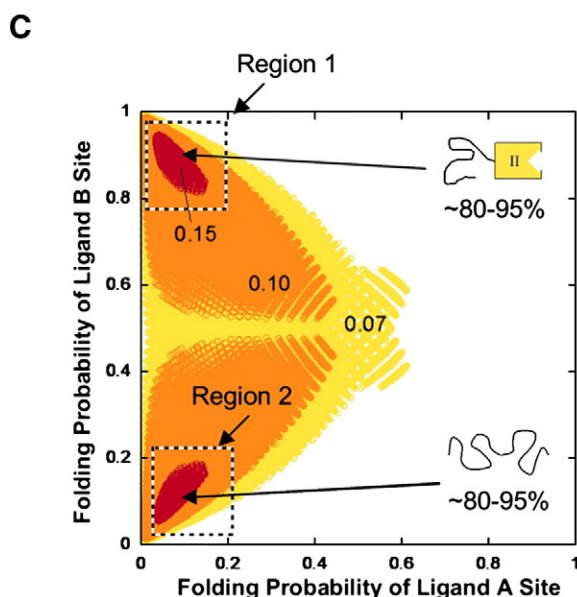 C
Region 1
1
0.8
0.6
0.4
0.2
0
Folding Probability of Ligand B Site
0.15
0.10
0.07
II
~80-95%
Region 2
~80-95%
0 0.2 0.4 0.6 0.8 1
Folding Probability of Ligand A Site